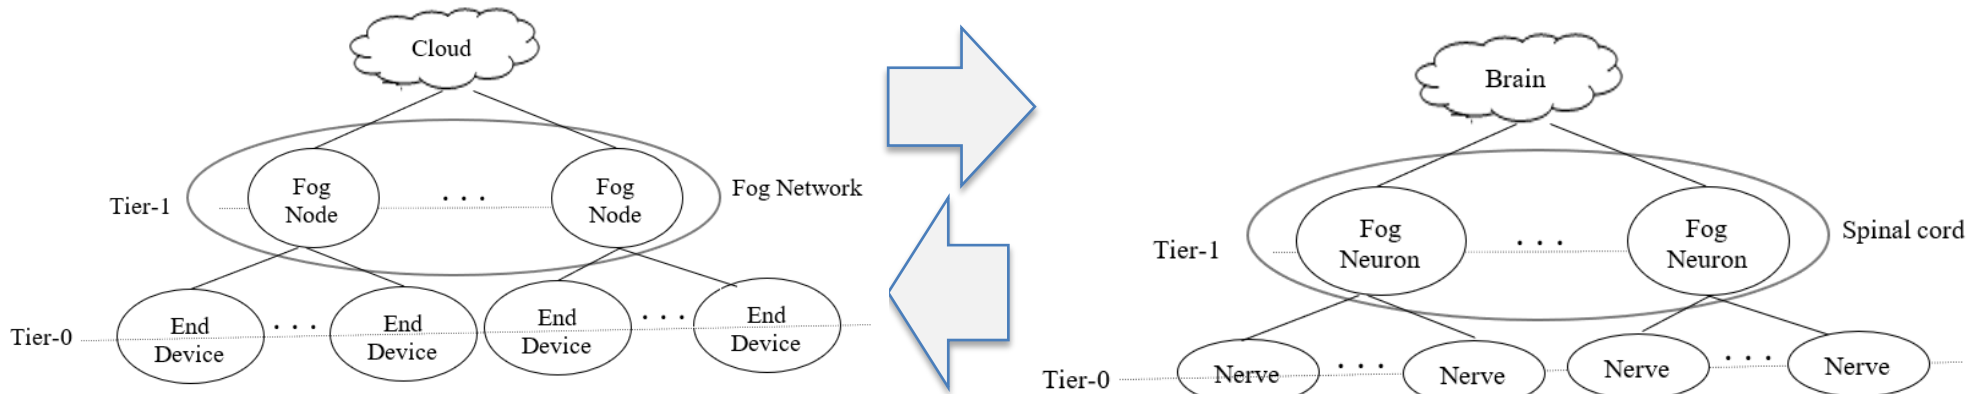 Cloud
Fog
Node
. . .
Fog
Node
Fog Network
Tier-1
End
Device
. . .
End
Device
End
Device
. . .
End
Device
Tier-0
Brain
Fog
Neuron
. . .
Fog
Neuron
Spinal cord
Tier-1
Nerve
. . .
Nerve
Nerve
. . .
Nerve
Tier-0